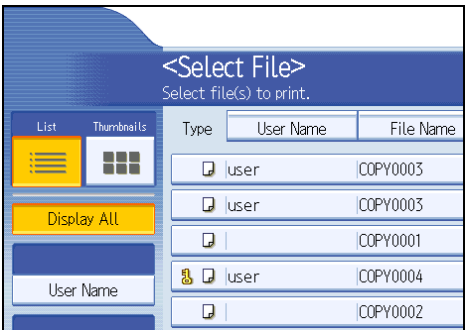 <Select File>
Select file(s) to print.
List Thumbnails Type User Name File Name
user COPY0003
user COPY0003
Display All
COPY0001
user COPY0004
User Name
COPY0002